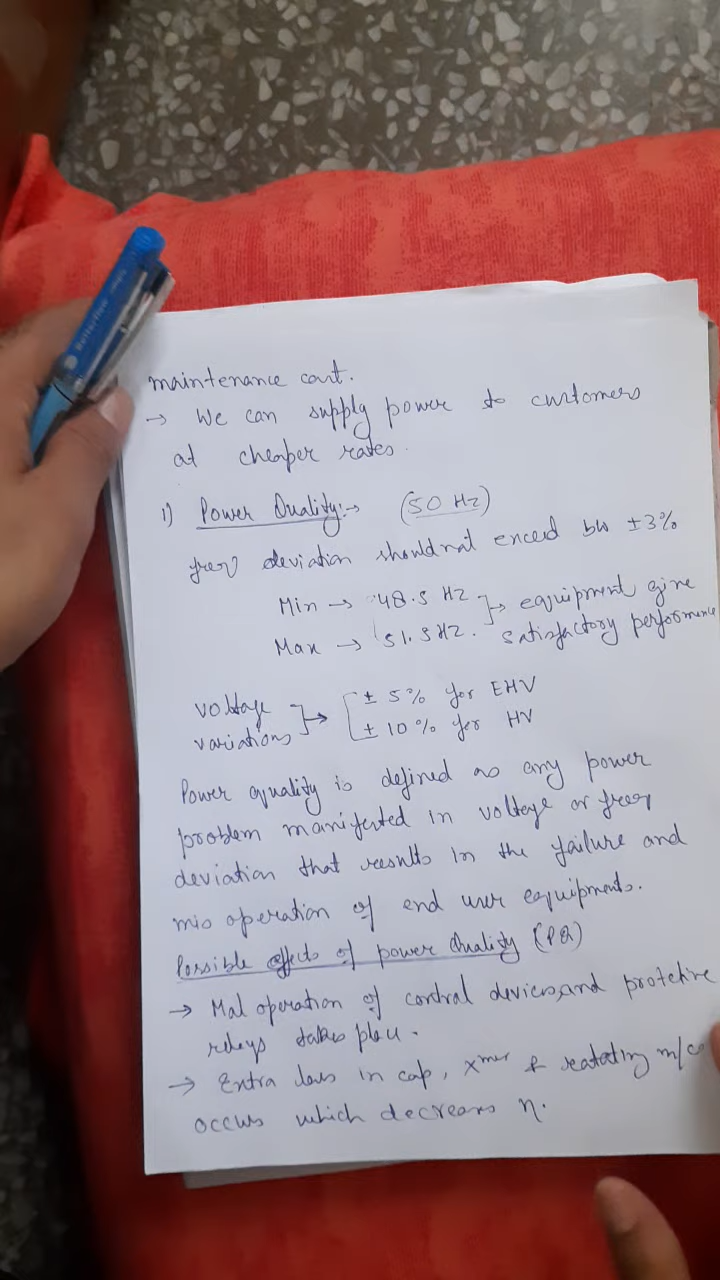 maintenance cost.
→ We can supply power to customers
at cheaper rates.
1) Power Quality:→ (50 Hz)
freq deviation should not exceed b/w ±3%
Min → 48.5 Hz } → equipment give
Max → 51.5 Hz. satisfactory performance
voltage variations } → [ ± 5% for EHV
± 10% for HV
Power quality is defined as any power
problem manifested in voltage or freq
deviation that results in the failure and
mis operation of end user equipments.
Possible effects of power Quality (PQ)
→ Mal operation of control devices and protective
relays takes place.
→ Extra loss in cap, xmer & roatating m/cs
occurs which decreases η.